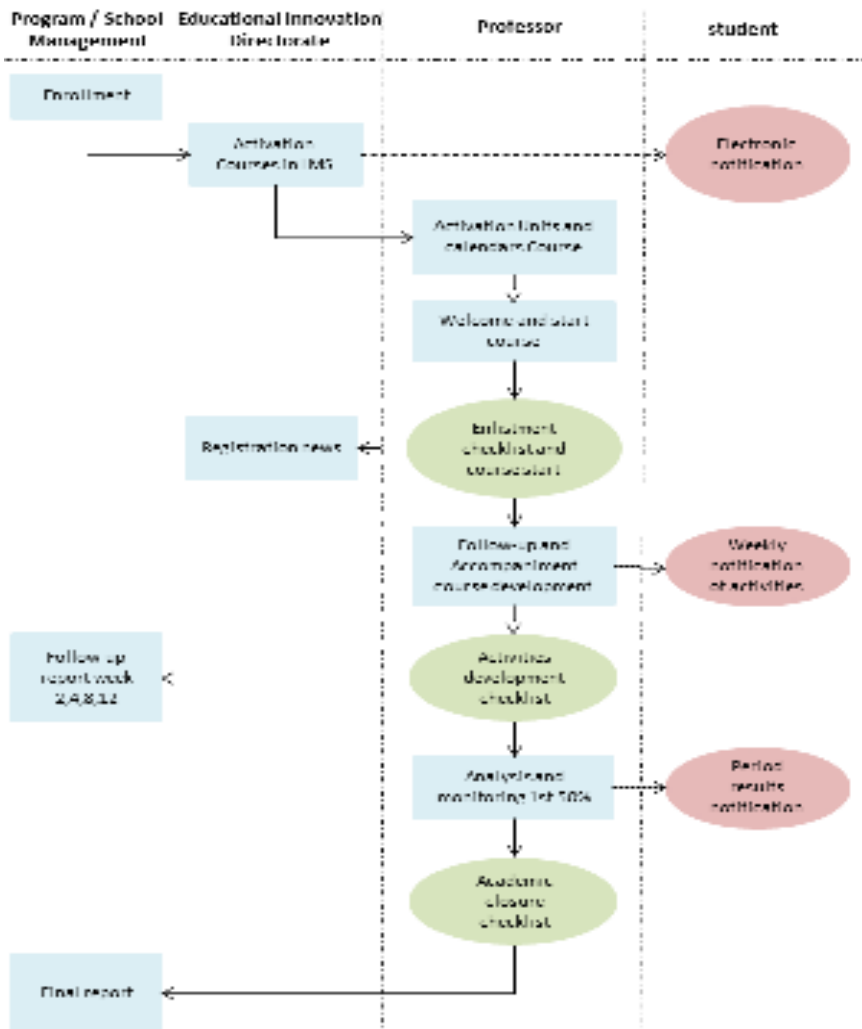 Program / School
Management
Educational Innovation
Directorate
Professor
student
Enrollment
Activation
Courses in LMS
Electronic
notification
Activation Units and
calendars Course
Welcome and start
course
Registration news
Enlistment
checklist and
course start
Follow-up and
Accompaniment
course development
Weekly
notification
of activities
Follow-up
report week
2,4,8,12
Activities
development
checklist
Analysis and
monitoring 1st 50%
Period
results
notification
Academic
closure
checklist
Final report